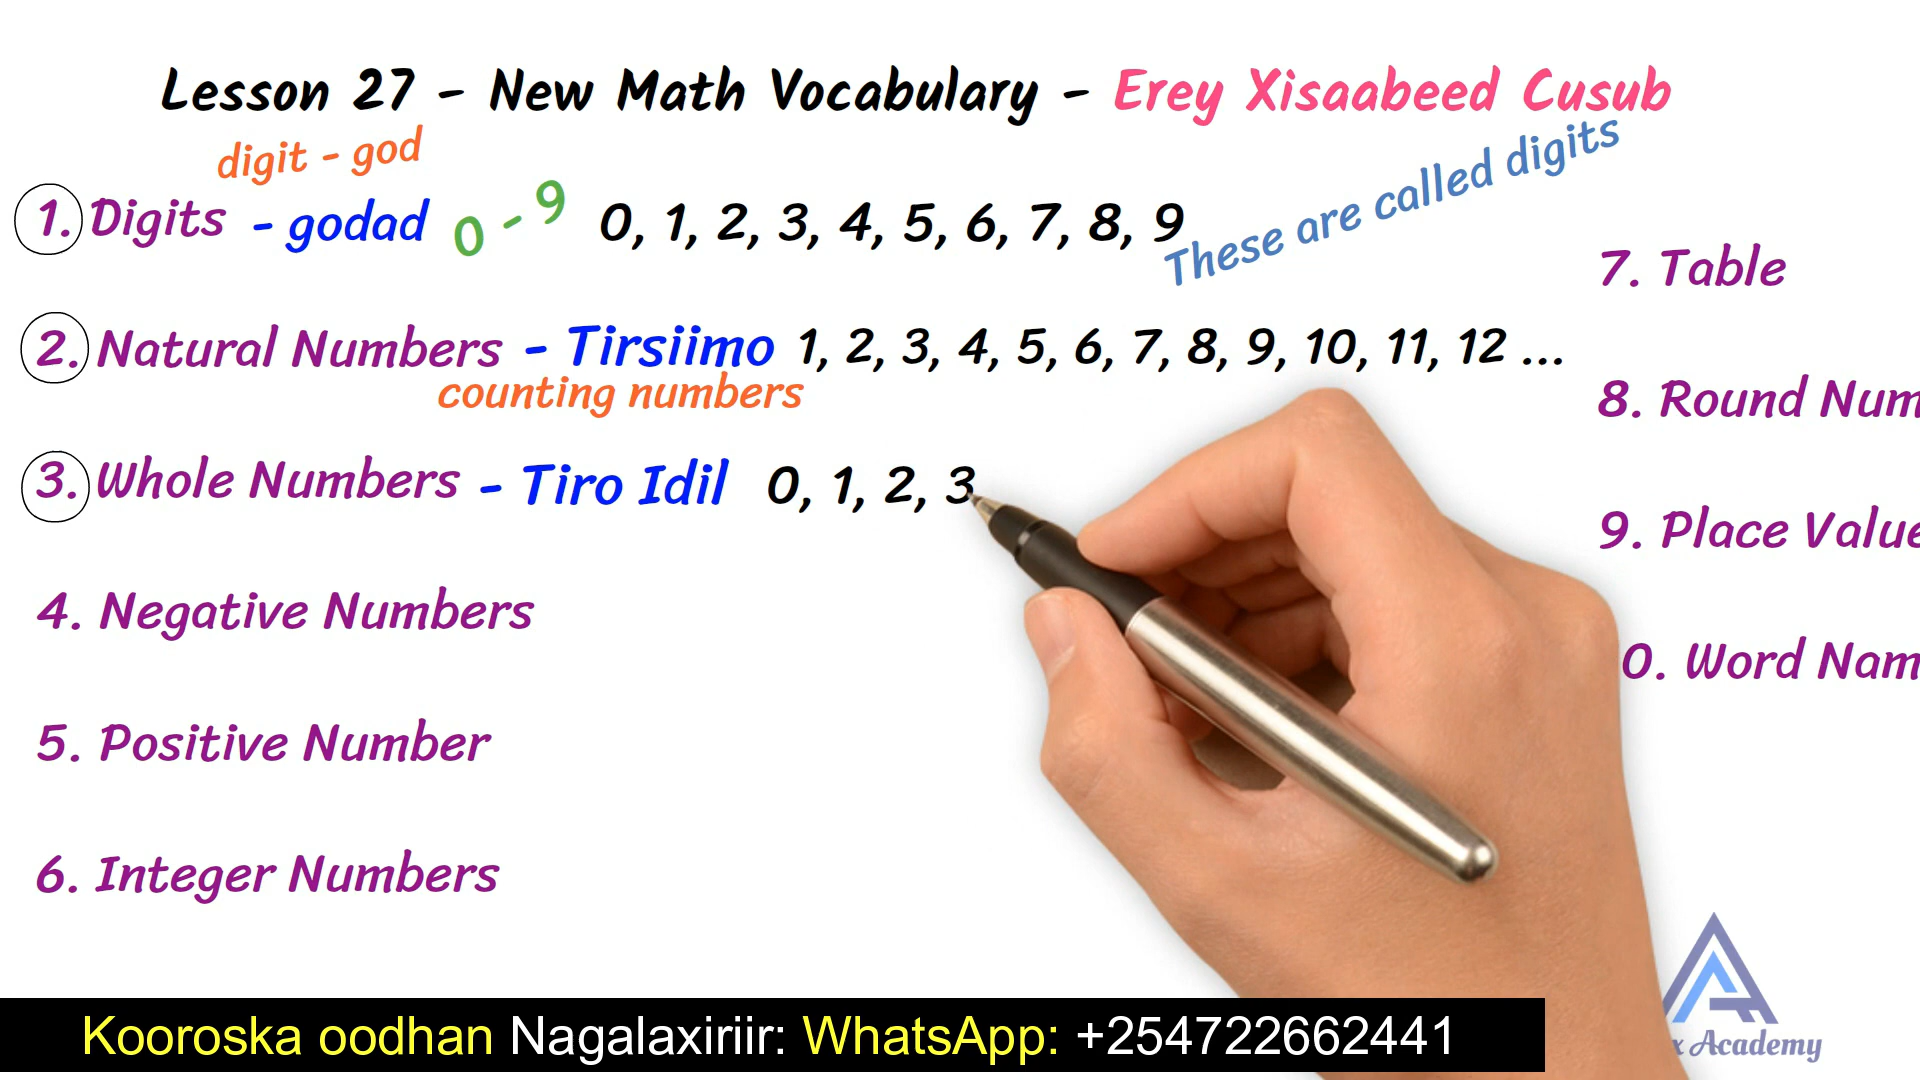 Lesson 27 - New Math Vocabulary - Erey Xisaabeed Cusub
digit - god
1. Digits - godad 0 - 9 0, 1, 2, 3, 4, 5, 6, 7, 8, 9
These are called digits
2. Natural Numbers - Tirsiimo 1, 2, 3, 4, 5, 6, 7, 8, 9, 10, 11, 12 ...
counting numbers
3. Whole Numbers - Tiro Idil 0, 1, 2, 3
4. Negative Numbers
5. Positive Number
6. Integer Numbers
7. Table
8. Round Num
9. Place Value
0. Word Nam
Academy
Kooroska oodhan Nagalaxiriir: WhatsApp: +254722662441